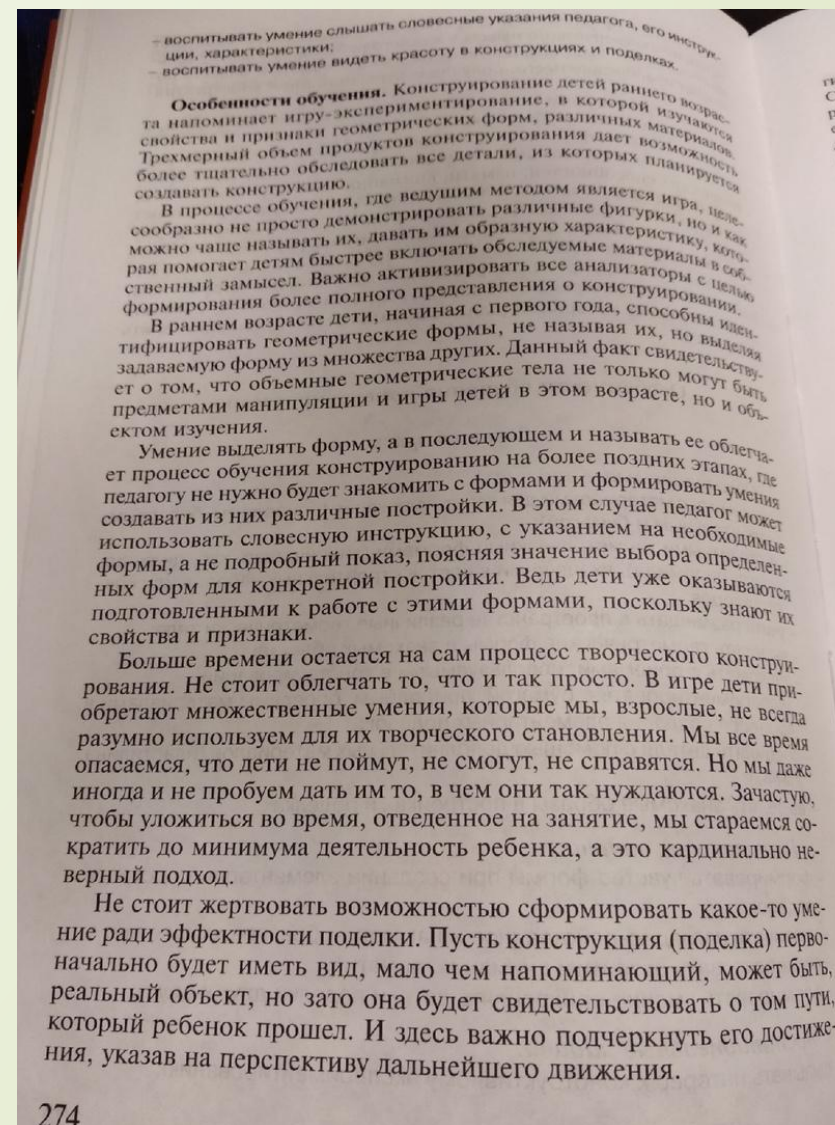 – воспитывать умение слышать словесные указания педагога, его инструк-
ции, характеристики;
– воспитывать умение видеть красоту в конструкциях и поделках.
Особенности обучения. Конструирование детей раннего возрас-
та напоминает игру-экспериментирование, в которой изучаются
свойства и признаки геометрических форм, различных материалов.
Трехмерный объем продуктов конструирования дает возможность
более тщательно обследовать все детали, из которых планируется
создавать конструкцию.
В процессе обучения, где ведущим методом является игра, целе-
сообразно не просто демонстрировать различные фигурки, но и как
можно чаще называть их, давать им образную характеристику, кото-
рая помогает детям быстрее включать обследуемые материалы в соб-
ственный замысел. Важно активизировать все анализаторы с целью
формирования более полного представления о конструировании.
В раннем возрасте дети, начиная с первого года, способны иден-
тифицировать геометрические формы, не называя их, но выделяя
задаваемую форму из множества других. Данный факт свидетельству-
ет о том, что объемные геометрические тела не только могут быть
предметами манипуляции и игры детей в этом возрасте, но и объ-
ектом изучения.
Умение выделять форму, а в последующем и называть ее облегча-
ет процесс обучения конструированию на более поздних этапах, где
педагогу не нужно будет знакомить с формами и формировать умения
создавать из них различные постройки. В этом случае педагог может
использовать словесную инструкцию, с указанием на необходимые
формы, а не подробный показ, поясняя значение выбора определен-
ных форм для конкретной постройки. Ведь дети уже оказываются
подготовленными к работе с этими формами, поскольку знают их
свойства и признаки.
Больше времени остается на сам процесс творческого конструи-
рования. Не стоит облегчать то, что и так просто. В игре дети при-
обретают множественные умения, которые мы, взрослые, не всегда
разумно используем для их творческого становления. Мы все время
опасаемся, что дети не поймут, не смогут, не справятся. Но мы даже
иногда и не пробуем дать им то, в чем они так нуждаются. Зачастую,
чтобы уложиться во время, отведенное на занятие, мы стараемся со-
кратить до минимума деятельность ребенка, а это кардинально не-
верный подход.
Не стоит жертвовать возможностью сформировать какое-то уме-
ние ради эффектности поделки. Пусть конструкция (поделка) перво-
начально будет иметь вид, мало чем напоминающий, может быть,
реальный объект, но зато она будет свидетельствовать о том пути,
который ребенок прошел. И здесь важно подчеркнуть его достиже-
ния, указав на перспективу дальнейшего движения.
274